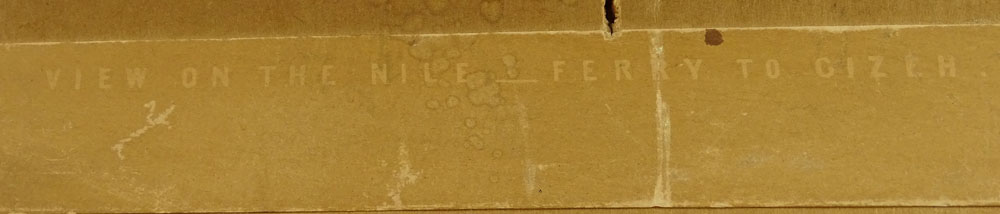 VIEW ON THE NILE _ FERRY TO GIZEH.